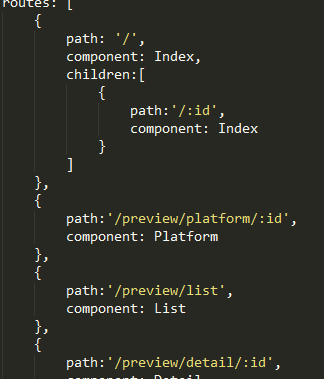 routes: [
{
path: '/',
component: Index,
children:[
{
path:'/:id',
component: Index
}
]
},
{
path:'/preview/platform/:id',
component: Platform
},
{
path:'/preview/list',
component: List
},
{
path:'/preview/detail/:id',
component: Detail